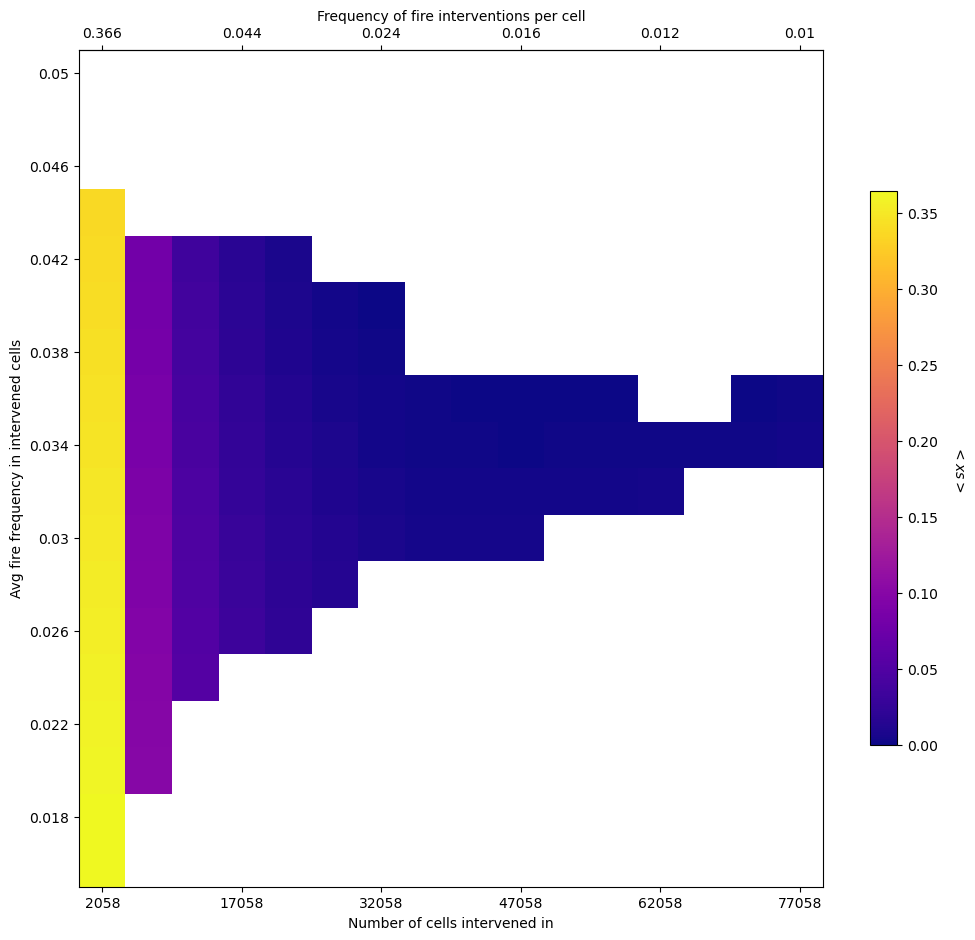 Frequency of fire interventions per cell
0.366 0.044 0.024 0.016 0.012 0.01
0.05
0.046
0.042
0.038
0.034
0.03
0.026
0.022
0.018
Avg fire frequency in intervened cells
2058 17058 32058 47058 62058 77058
Number of cells intervened in
0.35
0.30
0.25
0.20
0.15
0.10
0.05
0.00
< sx >